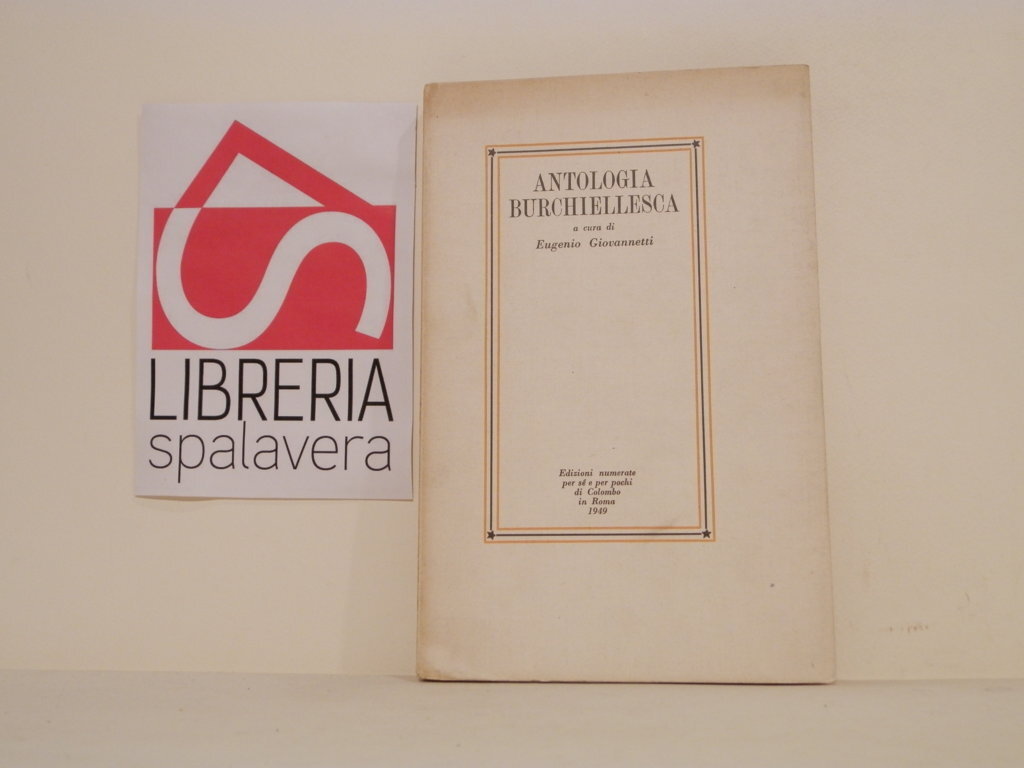 LIBRERIA
spalavera
ANTOLOGIA
BURCHIELLESCA
a cura di
Eugenio Giovannetti
Edizioni numerate
per sé e per pochi
di Colombo
in Roma
1949